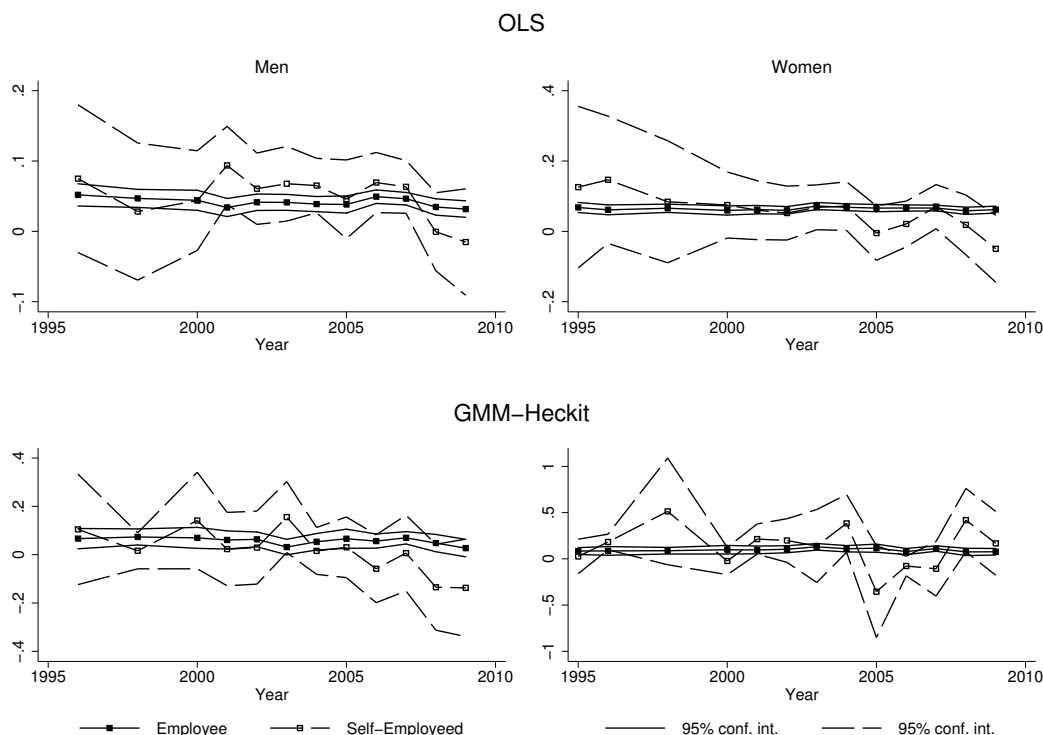 OLS
Men
Women
.2
.1
0
-.1
1995 2000 2005 2010
Year
.4
.2
0
-.2
1995 2000 2005 2010
Year
GMM-Heckit
.4
.2
0
-.2
-.4
1995 2000 2005 2010
Year
1
.5
0
-.5
-1
1995 2000 2005 2010
Year
Employee Self-Employeed 95% conf. int. 95% conf. int.